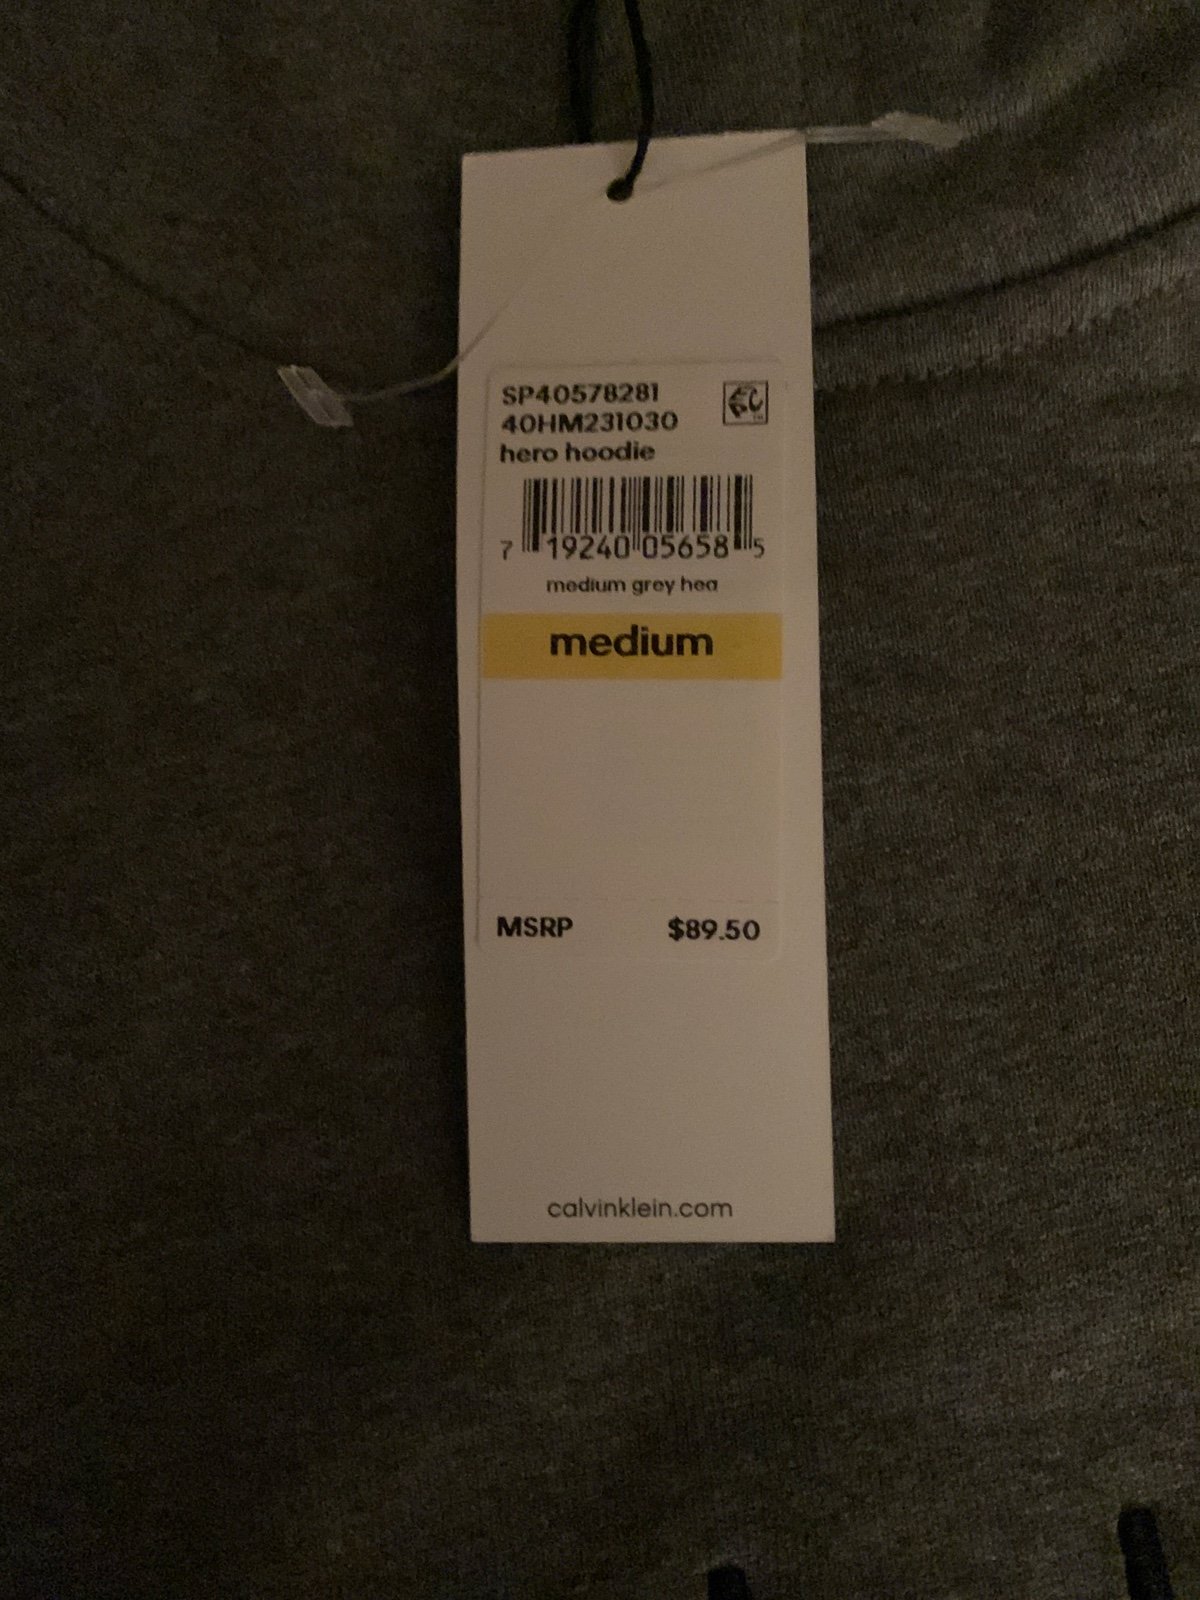 SP40578281
40HM231030
hero hoodie
7 19240 05658 5
medium grey hea
medium
MSRP $89.50
calvinklein.com